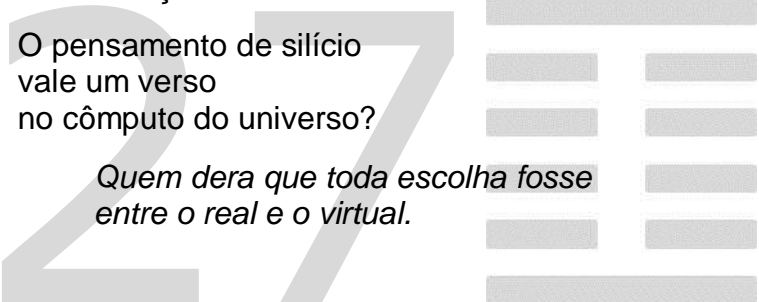 27
O pensamento de silício
vale um verso
no cômputo do universo?
Quem dera que toda escolha fosse
entre o real e o virtual.